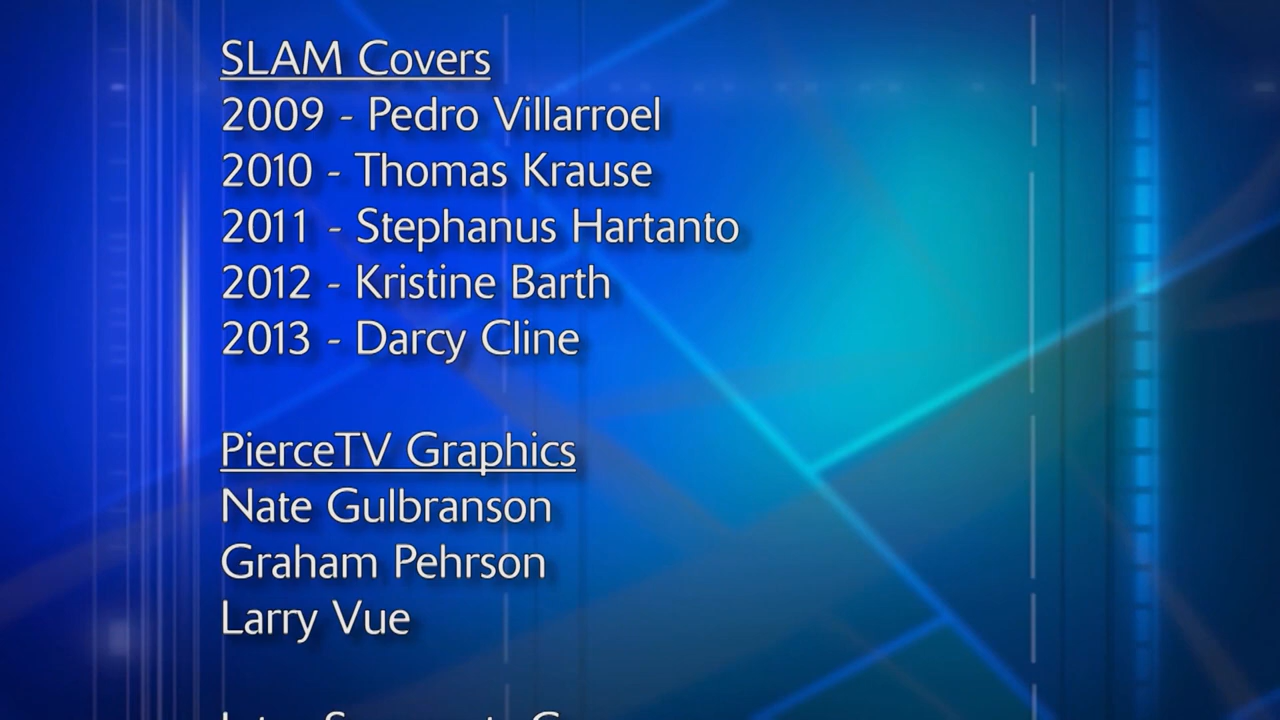 SLAM Covers
2009 - Pedro Villarroel
2010 - Thomas Krause
2011 - Stephanus Hartanto
2012 - Kristine Barth
2013 - Darcy Cline
PierceTV Graphics
Nate Gulbranson
Graham Pehrson
Larry Vue